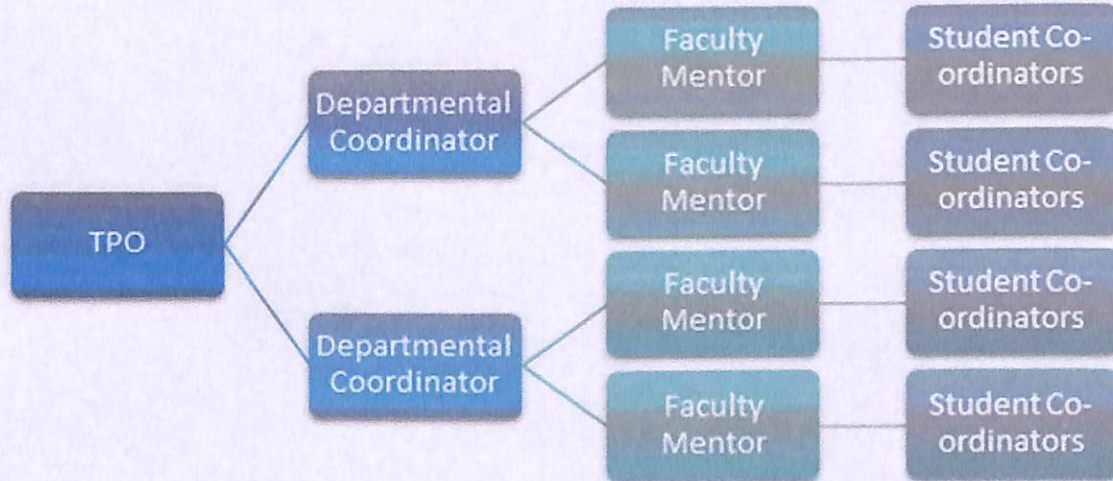 TPO
Departmental
Coordinator
Departmental
Coordinator
Faculty
Mentor
Faculty
Mentor
Faculty
Mentor
Faculty
Mentor
Student Co-
ordinators
Student Co-
ordinators
Student Co-
ordinators
Student Co-
ordinators